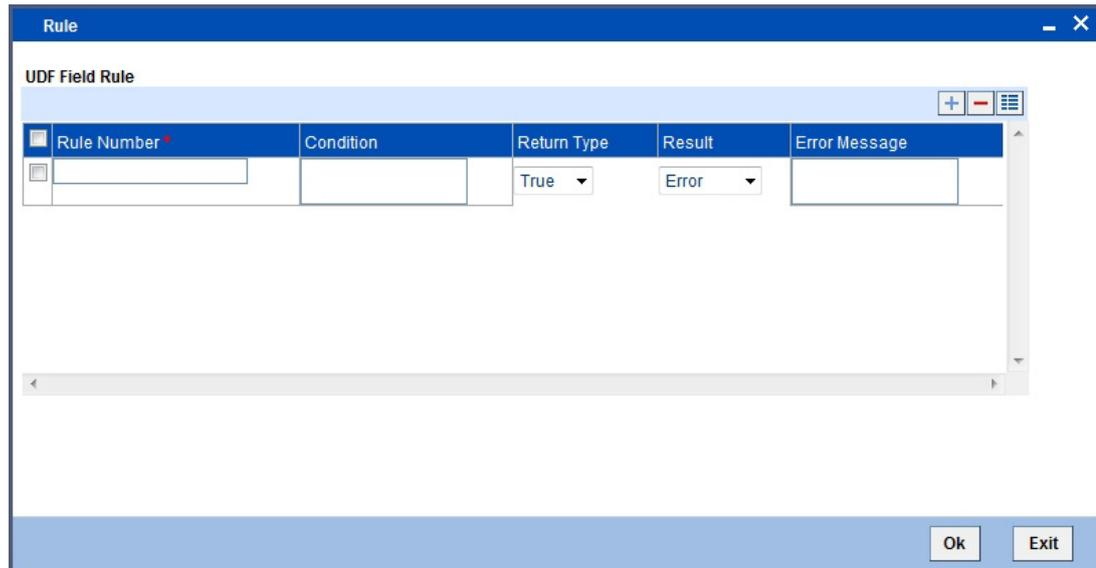 Rule
UDF Field Rule
Rule Number * Condition Return Type Result Error Message
True Error
Ok Exit